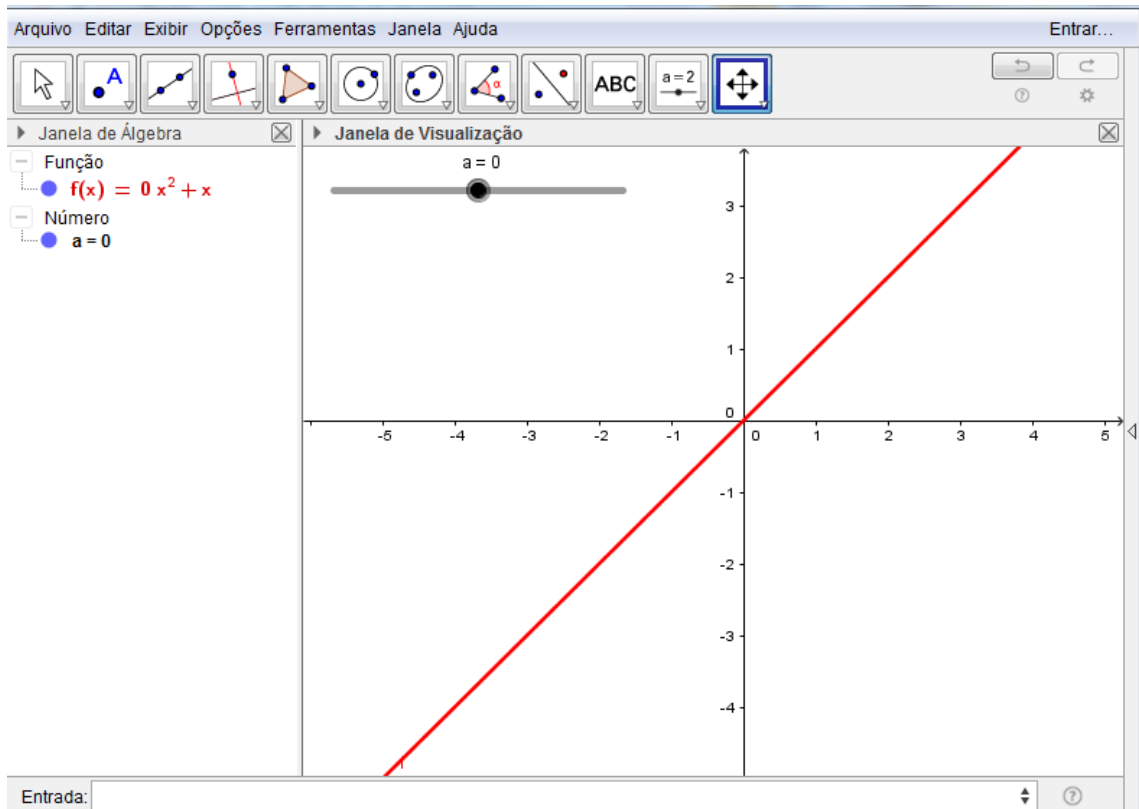 Arquivo Editar Exibir Opções Ferramentas Janela Ajuda Entrar...
A α ABC a=2
Janela de Álgebra
Janela de Visualização
Função
f(x) = 0 x² + x
Número
a = 0
a = 0
3
2
1
0
-5 -4 -3 -2 -1 0 1 2 3 4 5
-1
-2
-3
-4
f
Entrada: